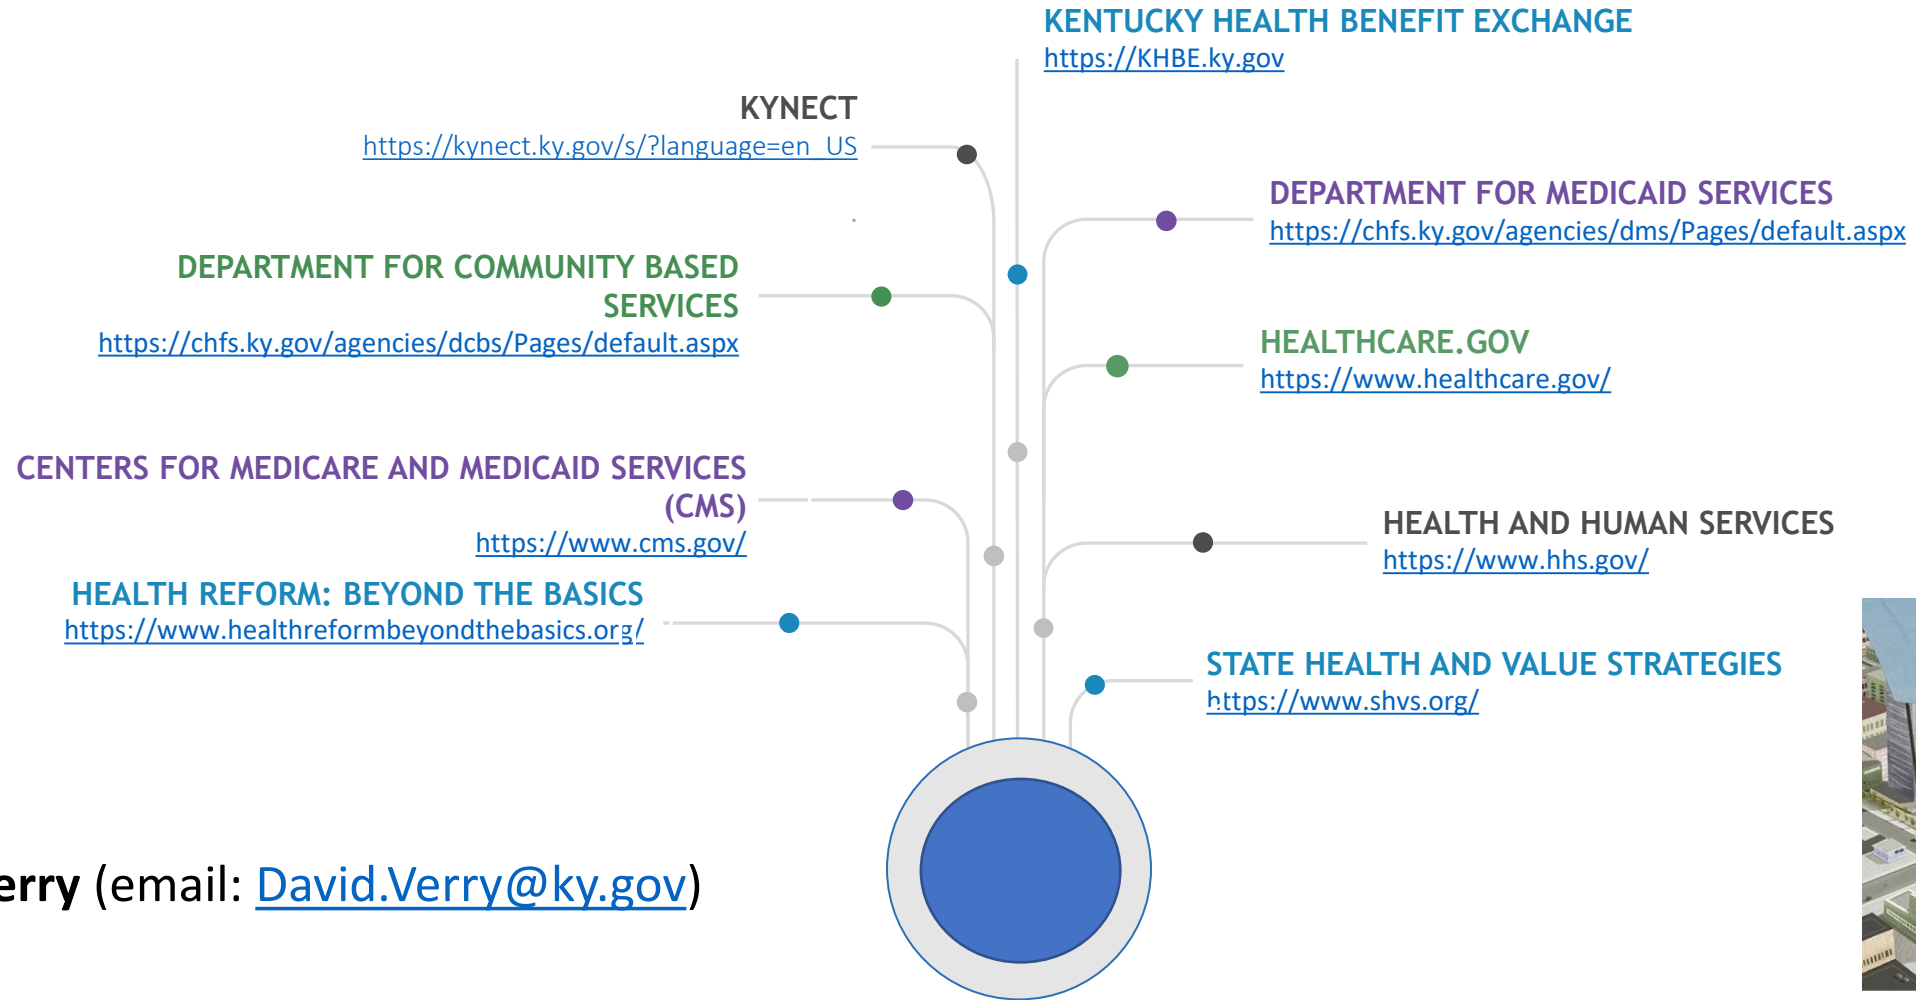 KENTUCKY HEALTH BENEFIT EXCHANGE
https://KHBE.ky.gov
KYNECT
https://kynect.ky.gov/s/?language=en_US
DEPARTMENT FOR MEDICAID SERVICES
https://chfs.ky.gov/agencies/dms/Pages/default.aspx
DEPARTMENT FOR COMMUNITY BASED
SERVICES
https://chfs.ky.gov/agencies/dcbs/Pages/default.aspx
HEALTHCARE.GOV
https://www.healthcare.gov/
CENTERS FOR MEDICARE AND MEDICAID SERVICES
(CMS)
https://www.cms.gov/
HEALTH AND HUMAN SERVICES
https://www.hhs.gov/
HEALTH REFORM: BEYOND THE BASICS
https://www.healthreformbeyondthebasics.org/
STATE HEALTH AND VALUE STRATEGIES
https://www.shvs.org/
erry (email: David.Verry@ky.gov)